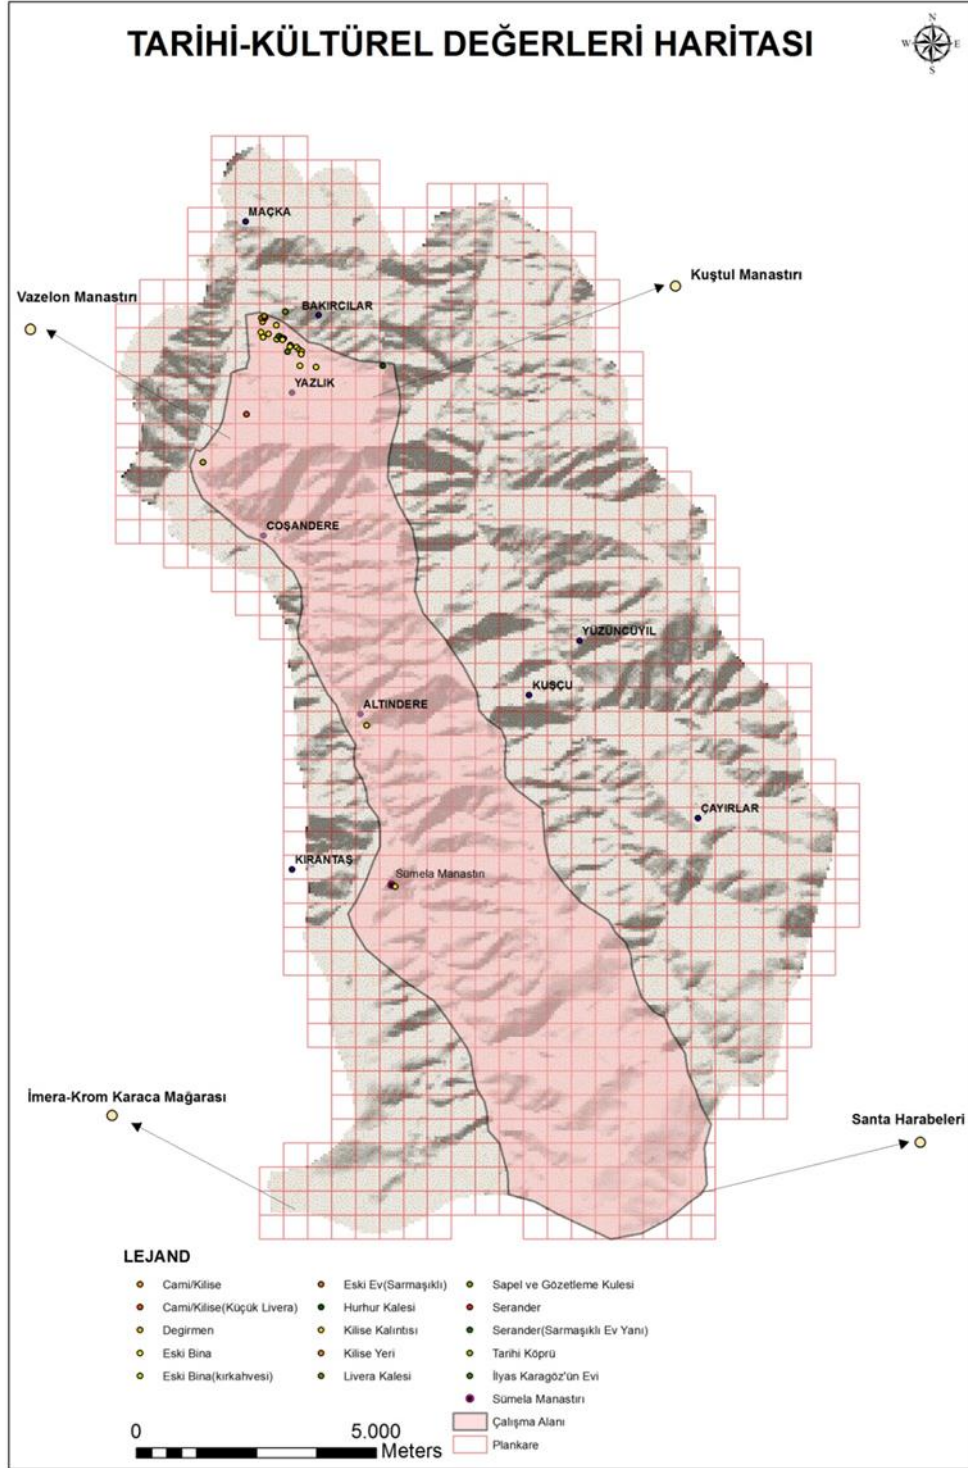 TARİHİ-KÜLTÜREL DEĞERLERİ HARİTASI
N
W E
S
MAÇKA
Kuştul Manastırı
Vazelon Manastırı
BAKIRCILAR
YAZLIK
COŞANDERE
YÜZÜNCÜYIL
KUŞÇU
ALTINDERE
ÇAYIRLAR
KIRANTAŞ
Sümela Manastırı
İmera-Krom Karaca Mağarası
Santa Harabeleri
LEJAND
Cami/Kilise
Cami/Kilise(Küçük Livera)
Degirmen
Eski Bina
Eski Bina(kırkahvesi)
Eski Ev(Sarmaşıklı)
Hurhur Kalesi
Kilise Kalıntısı
Kilise Yeri
Livera Kalesi
Sapel ve Gözetleme Kulesi
Serander
Serander(Sarmaşıklı Ev Yanı)
Tarihi Köprü
İlyas Karagöz'ün Evi
Sümela Manastırı
Çalışma Alanı
Plankare
0 5.000
Meters